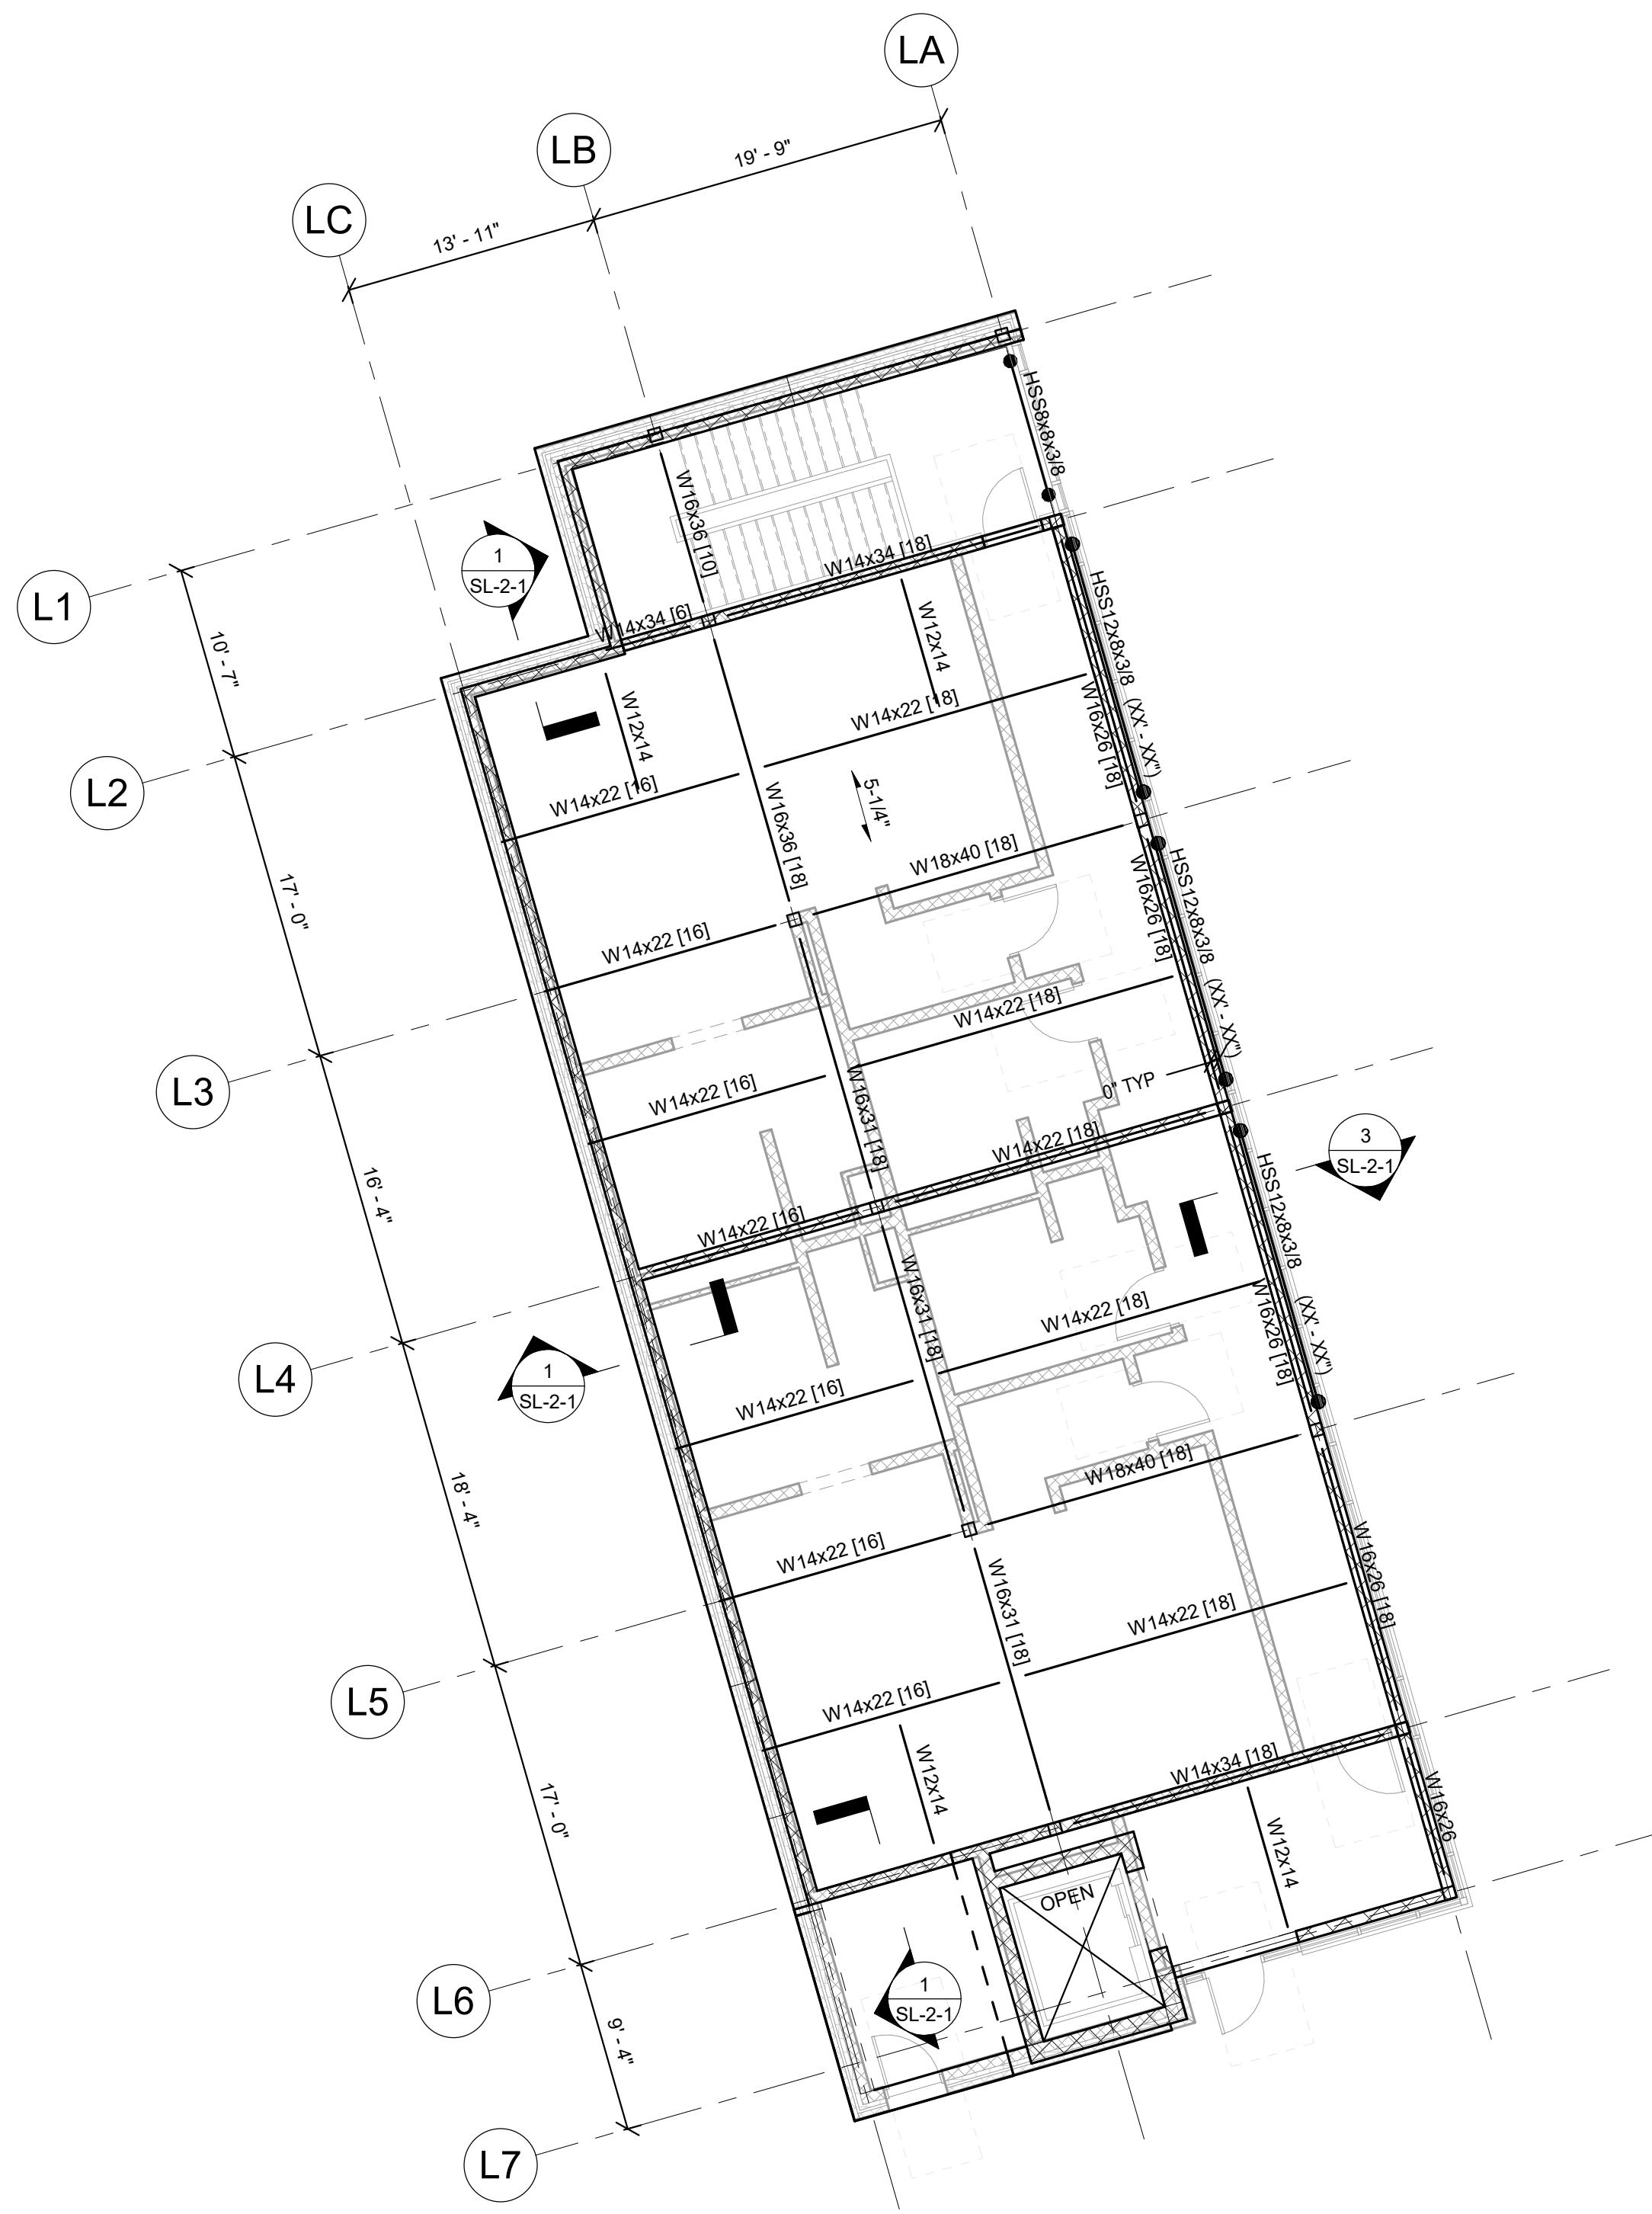 LA
LB
19' - 9"
LC
13' - 11"
HSS8x8x3/8
W16x36 [10]
1
SL-2-1
W14x34 [18]
L1
W14x34 [6]
W12x14
HSS12x8x3/8 (XX' - XX")
10' - 7"
W12x14
W14x22 [18]
W16x26 [18]
L2
W14x22 [16]
W16x36 [18]
5-1/4"
W18x40 [18]
HSS12x8x3/8 (XX' - XX")
W16x26 [18]
17' - 0"
W14x22 [16]
W14x22 [18]
L3
W14x22 [16]
W16x31 [18]
0" TYP
W14x22 [18]
3
SL-2-1
16' - 4"
W14x22 [16]
HSS12x8x3/8 (XX' - XX")
W16x31 [18]
W14x22 [18]
W16x26 [18]
L4
1
SL-2-1
W14x22 [16]
W18x40 [18]
18' - 4"
W14x22 [16]
W16x31 [18]
W16x26 [18]
W14x22 [18]
L5
W14x22 [16]
W14x34 [18]
W12x14
W16x26
17' - 0"
W12x14
OPEN
L6
1
SL-2-1
9' - 4"
L7